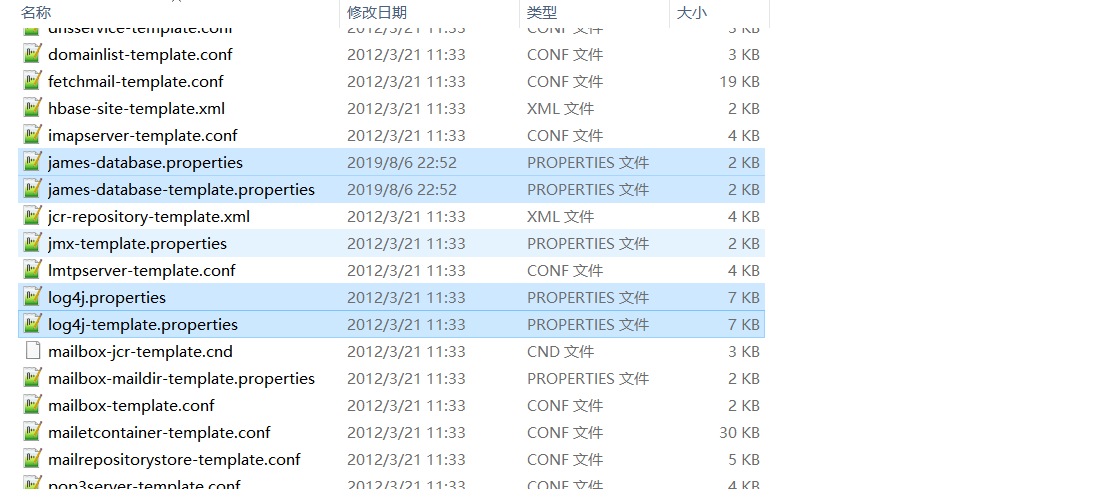 名称 修改日期 类型 大小
dnsservice-template.conf 2012/3/21 11:33 CONF 文件 3 KB
domainlist-template.conf 2012/3/21 11:33 CONF 文件 3 KB
fetchmail-template.conf 2012/3/21 11:33 CONF 文件 19 KB
hbase-site-template.xml 2012/3/21 11:33 XML 文件 2 KB
imapserver-template.conf 2012/3/21 11:33 CONF 文件 4 KB
james-database.properties 2019/8/6 22:52 PROPERTIES 文件 2 KB
james-database-template.properties 2019/8/6 22:52 PROPERTIES 文件 2 KB
jcr-repository-template.xml 2012/3/21 11:33 XML 文件 4 KB
jmx-template.properties 2012/3/21 11:33 PROPERTIES 文件 2 KB
lmtpserver-template.conf 2012/3/21 11:33 CONF 文件 4 KB
log4j.properties 2012/3/21 11:33 PROPERTIES 文件 7 KB
log4j-template.properties 2012/3/21 11:33 PROPERTIES 文件 7 KB
mailbox-jcr-template.cnd 2012/3/21 11:33 CND 文件 3 KB
mailbox-maildir-template.properties 2012/3/21 11:33 PROPERTIES 文件 2 KB
mailbox-template.conf 2012/3/21 11:33 CONF 文件 2 KB
mailetcontainer-template.conf 2012/3/21 11:33 CONF 文件 30 KB
mailrepositorystore-template.conf 2012/3/21 11:33 CONF 文件 5 KB
pop3server-template.conf 2012/3/21 11:33 CONF 文件 4 KB